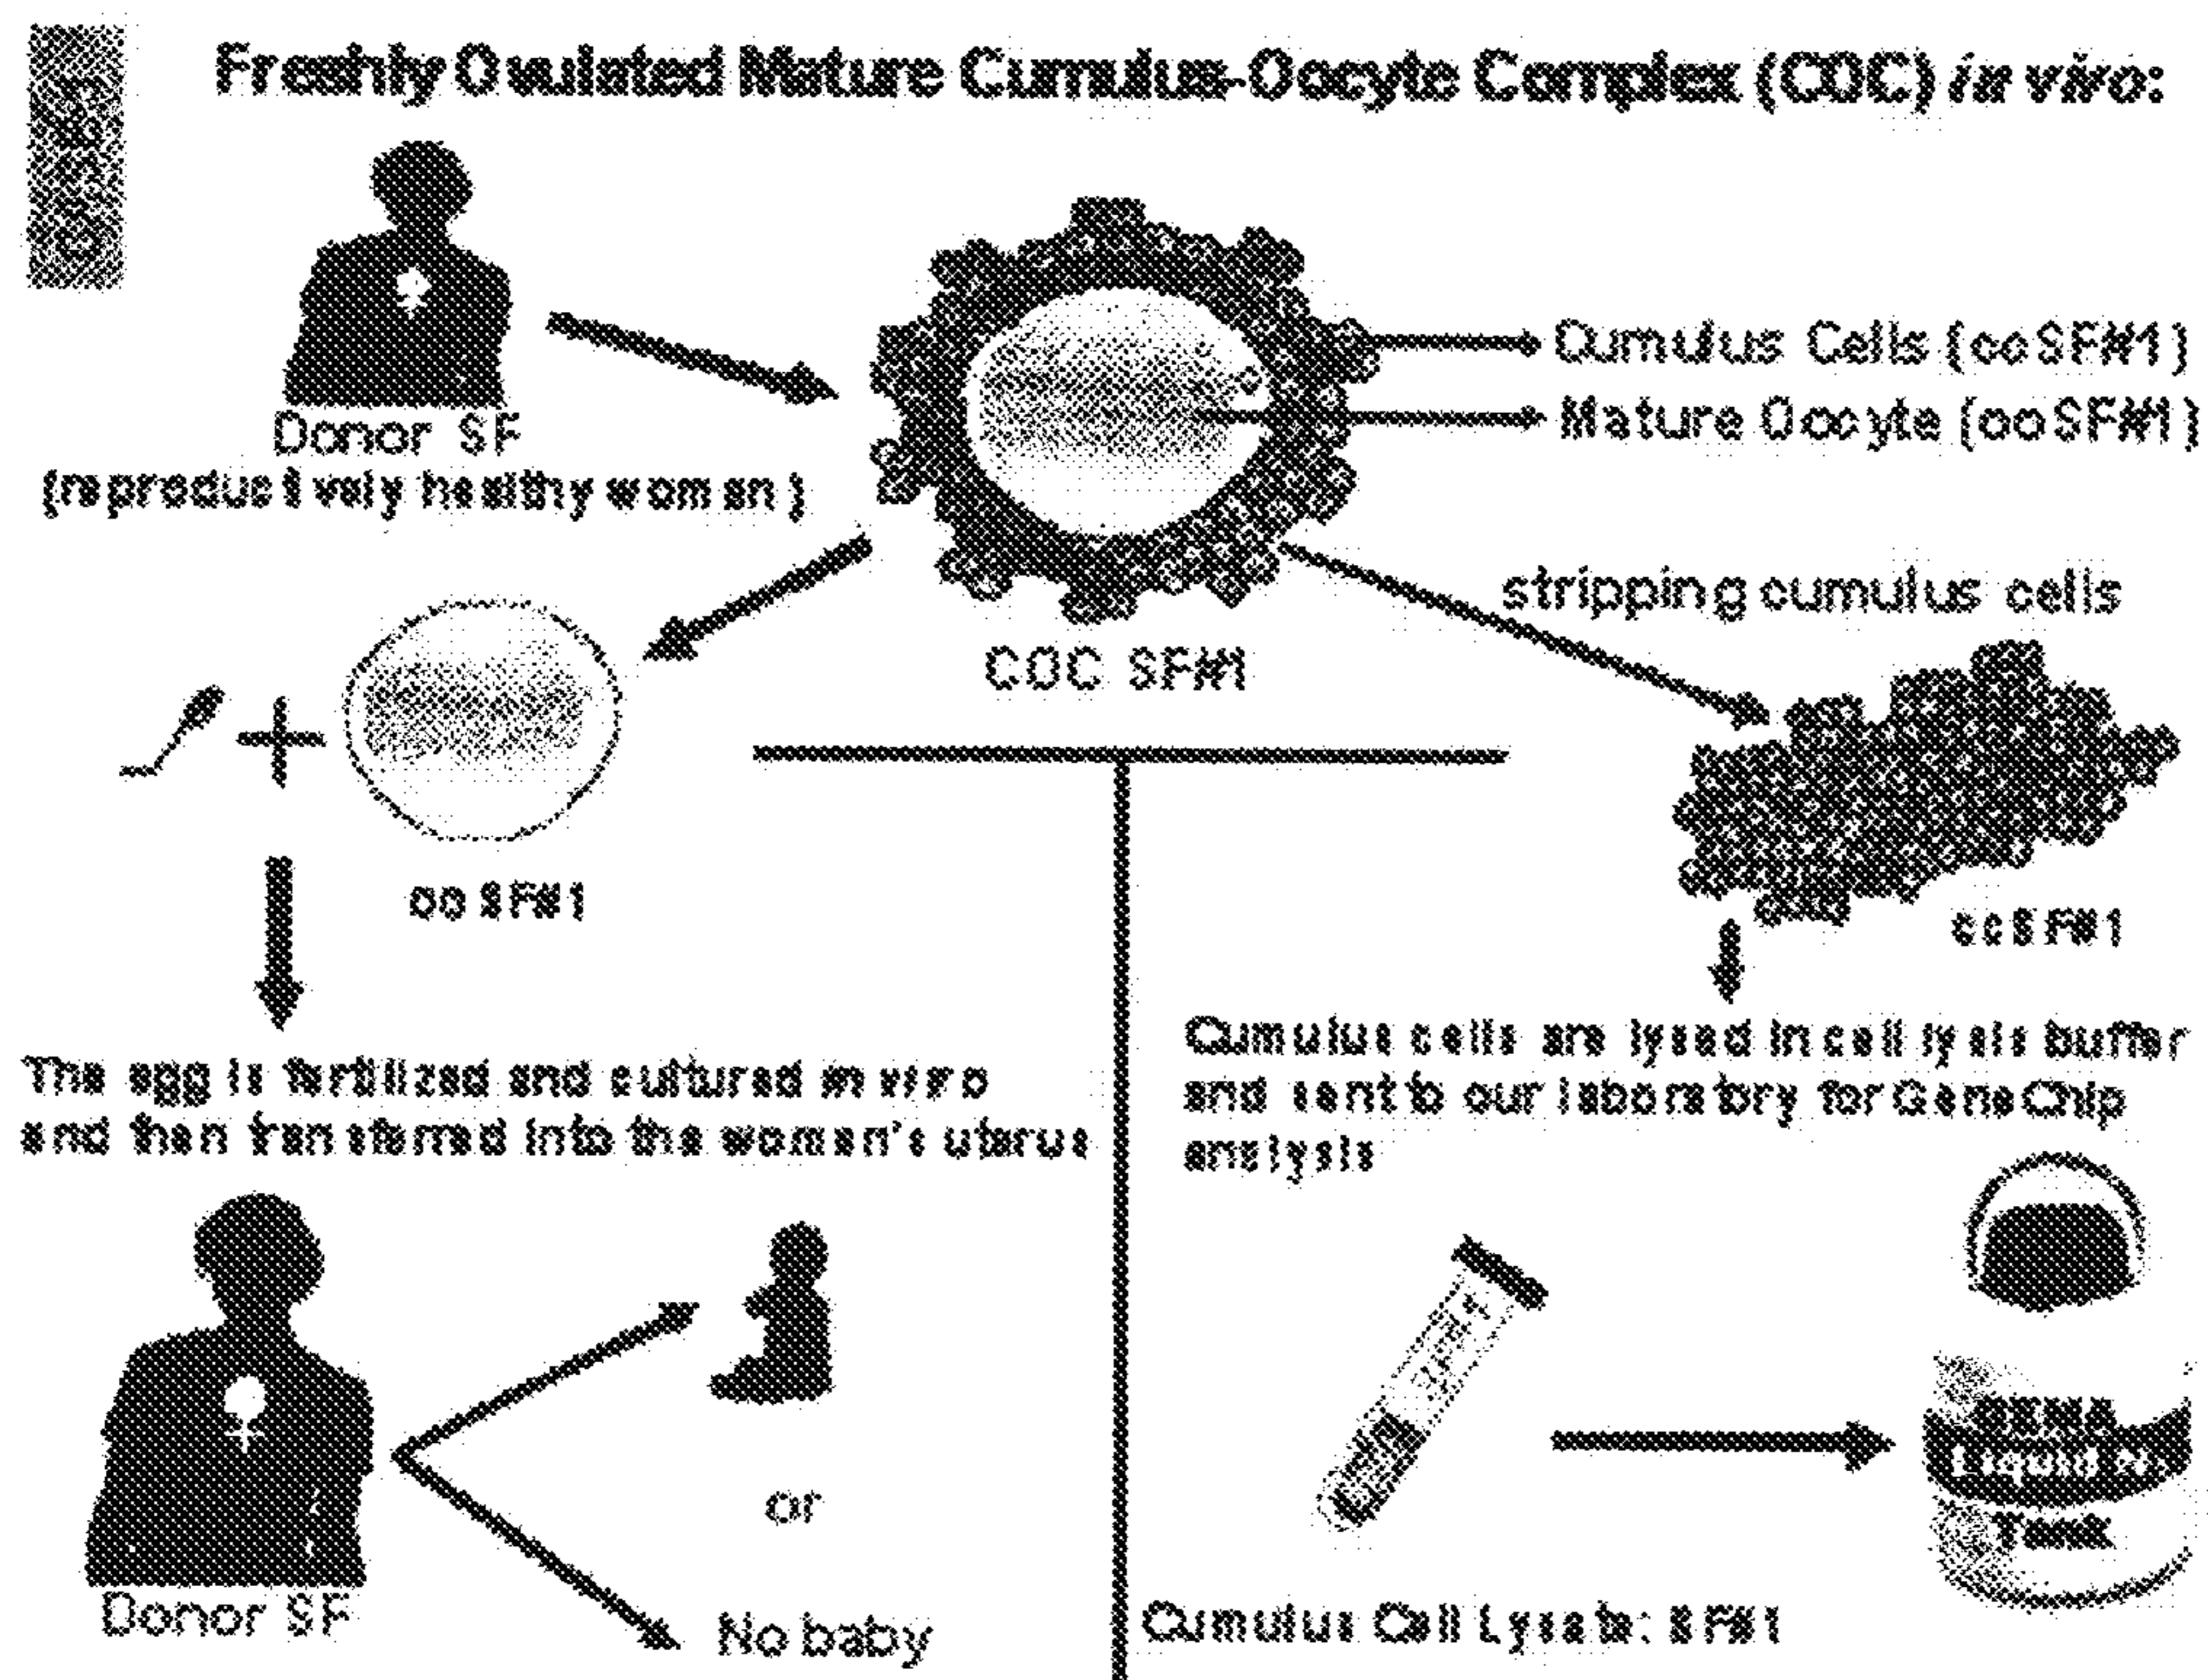 Freshly Ovulated Mature Cumulus-Oocyte Complex (COC) in vivo:
Donor SF
(reproductively healthy woman)
Cumulus Cells (ccSF#1)
Mature Oocyte (ooSF#1)
stripping cumulus cells
COC SF#1
+
ooSF#1
ccSF#1
The egg is fertilized and cultured in vitro
and then transferred into the woman's uterus
Cumulus cells are lysed in cell lysis buffer
and sent to our laboratory for GeneChip
analysis
Donor SF
or
No baby
Liquid N
Tank
Cumulus Cell Lysate: SF#1